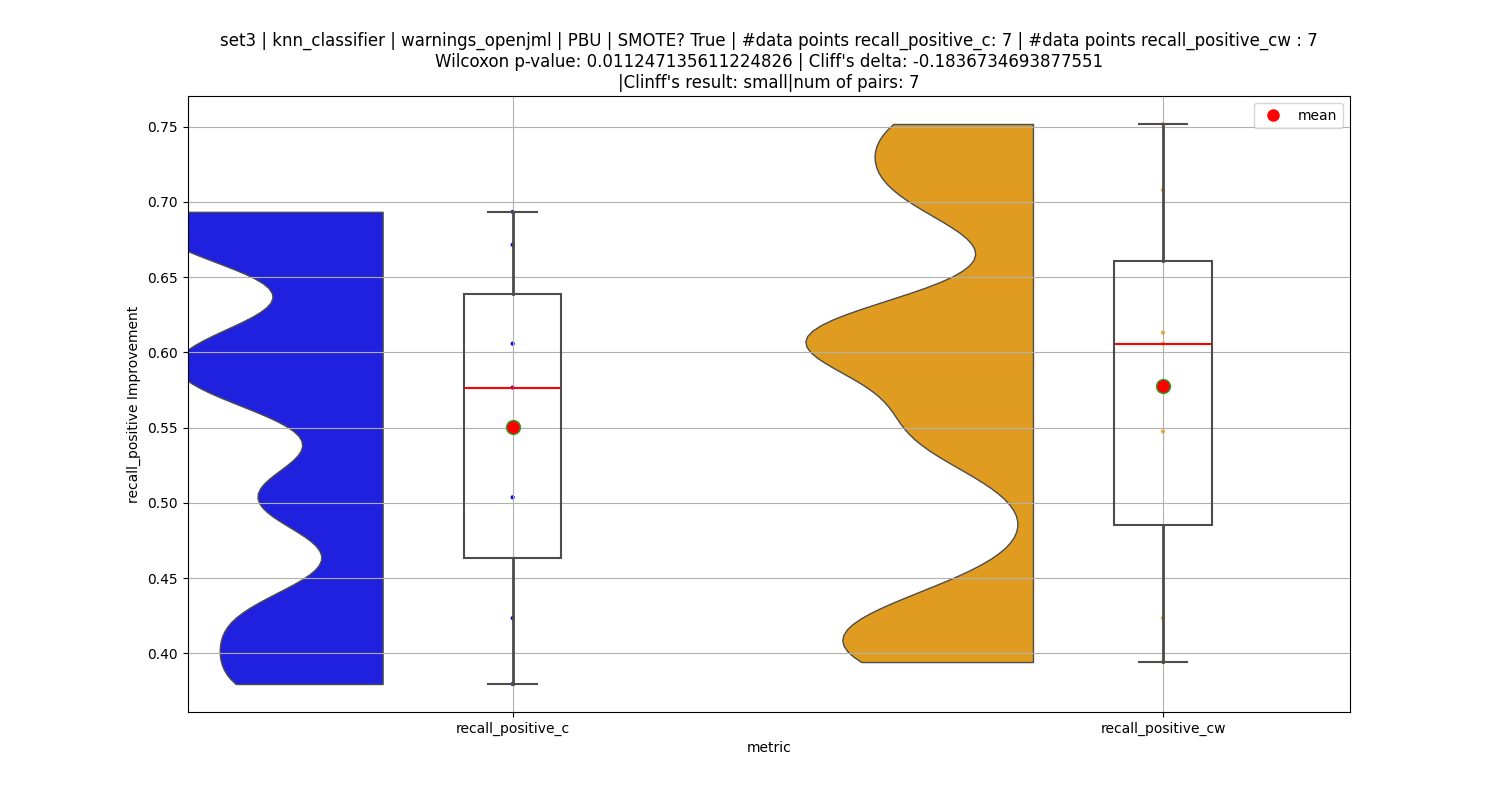 set3 | knn_classifier | warnings_openjml | PBU | SMOTE? True | #data points recall_positive_c: 7 | #data points recall_positive_cw : 7
Wilcoxon p-value: 0.011247135611224826 | Cliff's delta: -0.1836734693877551
|Clinff's result: small|num of pairs: 7
mean
0.75
0.70
0.65
0.60
0.55
0.50
0.45
0.40
recall_positive Improvement
recall_positive_c
recall_positive_cw
metric